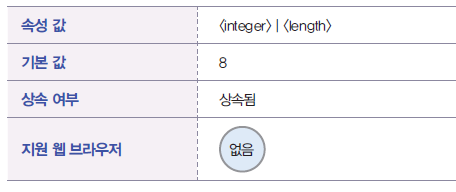 속성 값 〈integer〉 | 〈length〉
기본 값 8
상속 여부 상속됨
지원 웹 브라우저 없음